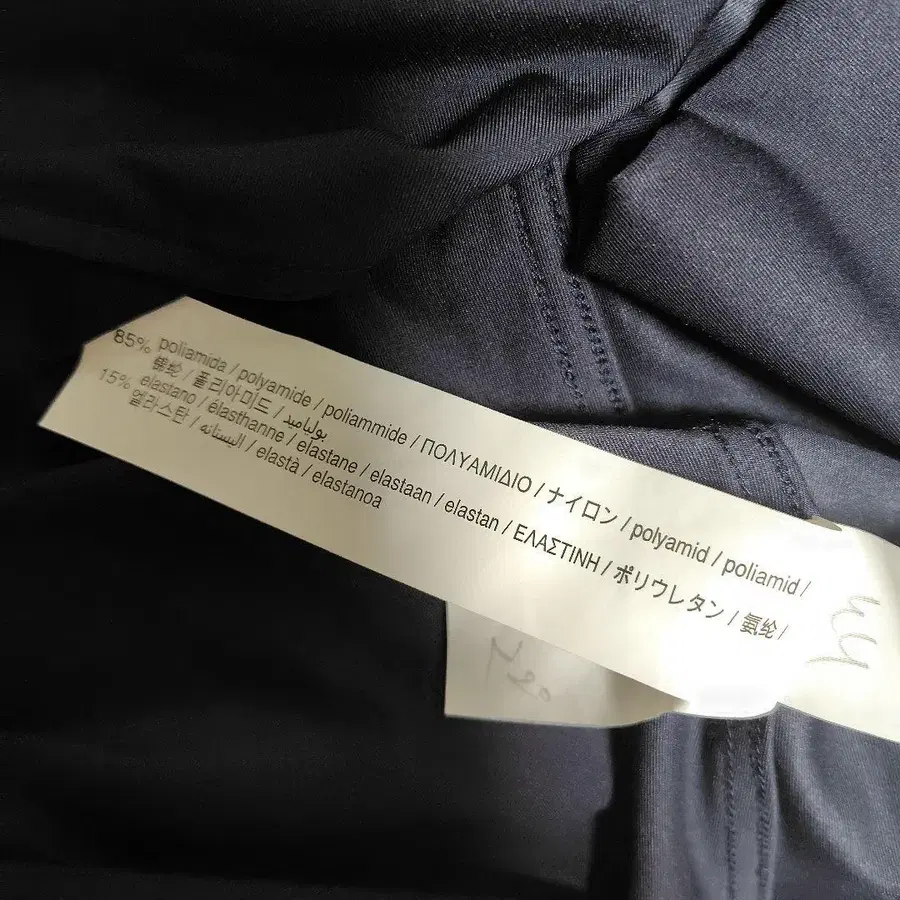 85% poliamida / polyamide / poliammide / ΠΟΛΥΑΜΙΔΙΟ / ナイロン / polyamid / poliamid /
锦纶 / 폴리아미드 / بولياميد
15% elastano / élasthanne / elastane / elastaan / elastan / ΕΛΑΣΤΙΝΗ / ポリウレタン / 氨纶 /
엘라스탄 / اليستانه / elastà / elastanoa